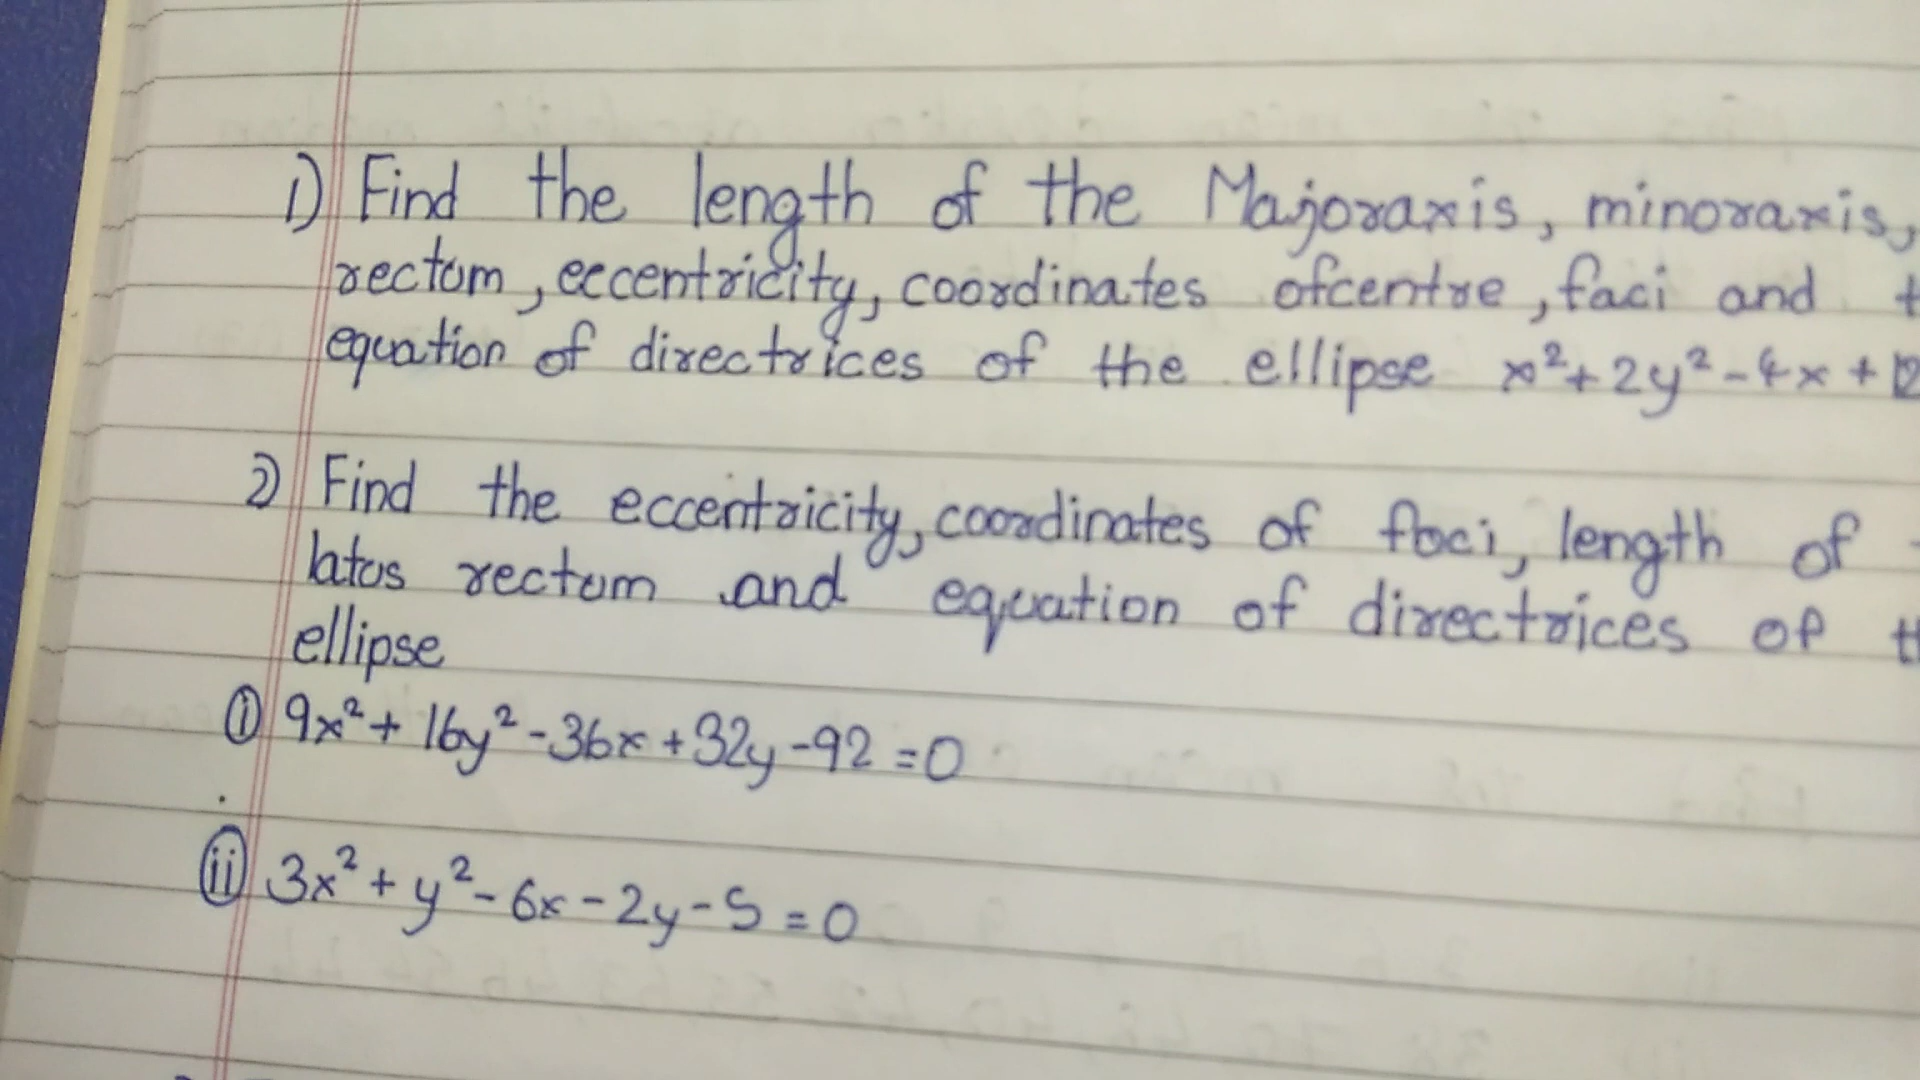 1) Find the length of the Majoraxis, minoraxis,
rectum, eccentricity, coordinates ofcentre, faci and
equation of directrices of the ellipse x²+2y²-4x+12
2) Find the eccentricity, coordinates of foci, length of
latus rectum and equation of directrices of
ellipse
(i) 9x²+16y²-36x+32y-92=0
(ii) 3x²+y²-6x-2y-5=0